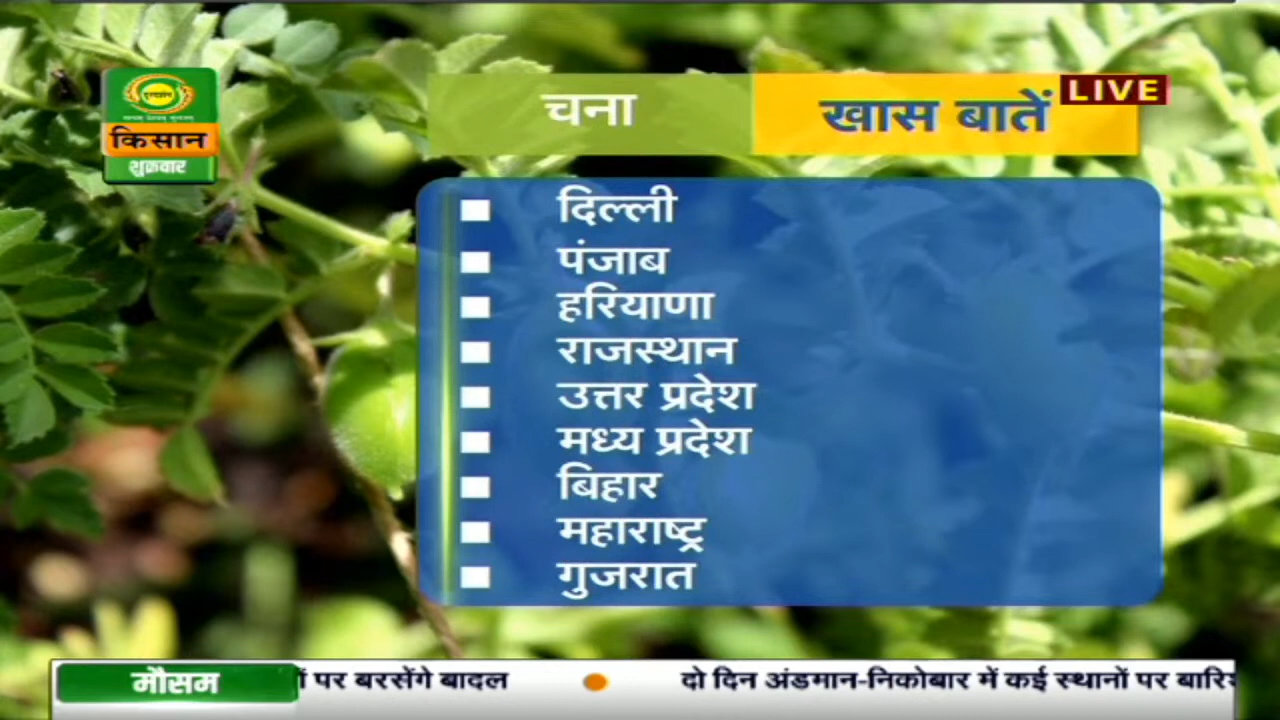 किसान
शुक्रवार
चना
खास बातें
LIVE
दिल्ली
पंजाब
हरियाणा
राजस्थान
उत्तर प्रदेश
मध्य प्रदेश
बिहार
महाराष्ट्र
गुजरात
मौसम
पर बरसेंगे बादल
दो दिन अंडमान-निकोबार में कई स्थानों पर